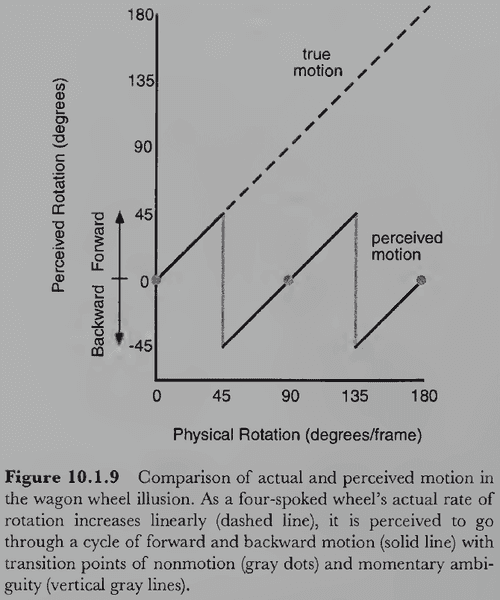 180
135
90
45
0
-45
Perceived Rotation (degrees)
Forward
Backward
true
motion
perceived
motion
0 45 90 135 180
Physical Rotation (degrees/frame)
Figure 10.1.9 Comparison of actual and perceived motion in
the wagon wheel illusion. As a four-spoked wheel's actual rate of
rotation increases linearly (dashed line), it is perceived to go
through a cycle of forward and backward motion (solid line) with
transition points of nonmotion (gray dots) and momentary ambi-
guity (vertical gray lines).